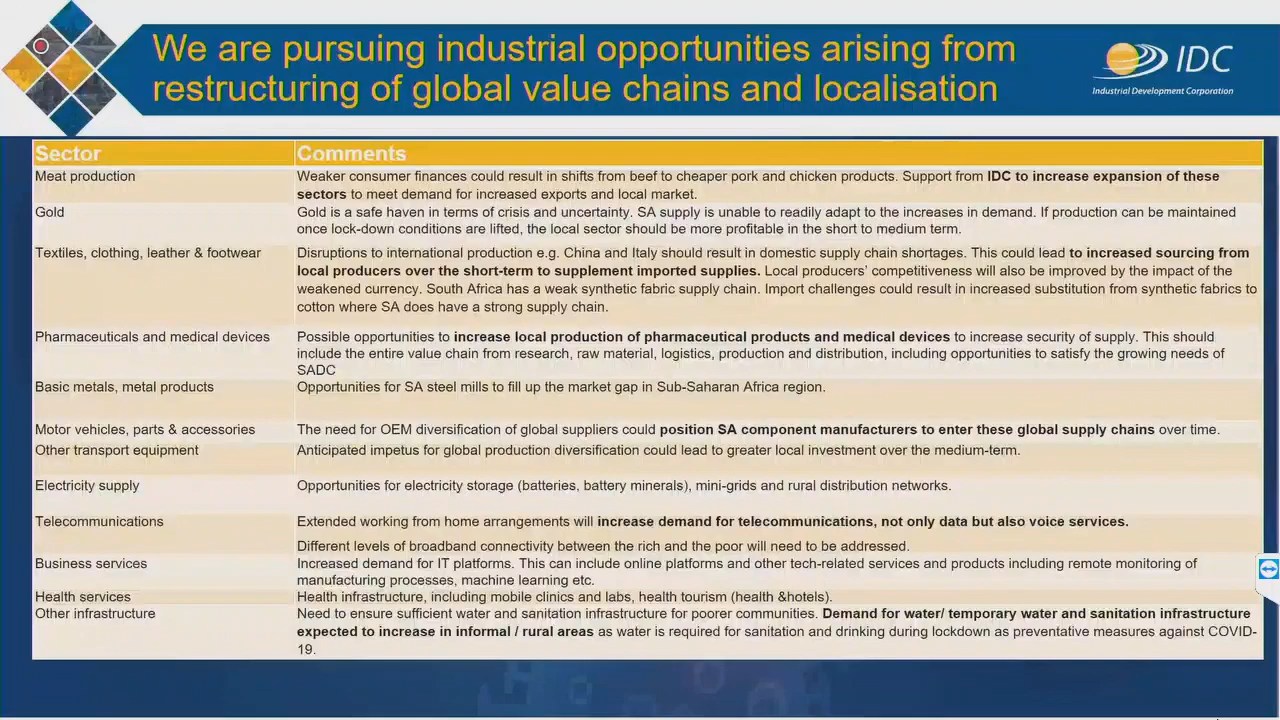 We are pursuing industrial opportunities arising from
restructuring of global value chains and localisation
IDC
Industrial Development Corporation
Sector Comments
Meat production Weaker consumer finances could result in shifts from beef to cheaper pork and chicken products. Support from IDC to increase expansion of these
sectors to meet demand for increased exports and local market.
Gold Gold is a safe haven in terms of crisis and uncertainty. SA supply is unable to readily adapt to the increases in demand. If production can be maintained
once lock-down conditions are lifted, the local sector should be more profitable in the short to medium term.
Textiles, clothing, leather & footwear Disruptions to international production e.g. China and Italy should result in domestic supply chain shortages. This could lead to increased sourcing from
local producers over the short-term to supplement imported supplies. Local producers' competitiveness will also be improved by the impact of the
weakened currency. South Africa has a weak synthetic fabric supply chain. Import challenges could result in increased substitution from synthetic fabrics to
cotton where SA does have a strong supply chain.
Pharmaceuticals and medical devices Possible opportunities to increase local production of pharmaceutical products and medical devices to increase security of supply. This should
include the entire value chain from research, raw material, logistics, production and distribution, including opportunities to satisfy the growing needs of
SADC
Basic metals, metal products Opportunities for SA steel mills to fill up the market gap in Sub-Saharan Africa region.
Motor vehicles, parts & accessories The need for OEM diversification of global suppliers could position SA component manufacturers to enter these global supply chains over time.
Other transport equipment Anticipated impetus for global production diversification could lead to greater local investment over the medium-term.
Electricity supply Opportunities for electricity storage (batteries, battery minerals), mini-grids and rural distribution networks.
Telecommunications Extended working from home arrangements will increase demand for telecommunications, not only data but also voice services.
Different levels of broadband connectivity between the rich and the poor will need to be addressed.
Business services Increased demand for IT platforms. This can include online platforms and other tech-related services and products including remote monitoring of
manufacturing processes, machine learning etc.
Health services Health infrastructure, including mobile clinics and labs, health tourism (health &hotels).
Other infrastructure Need to ensure sufficient water and sanitation infrastructure for poorer communities. Demand for water/ temporary water and sanitation infrastructure
expected to increase in informal / rural areas as water is required for sanitation and drinking during lockdown as preventative measures against COVID-
19.